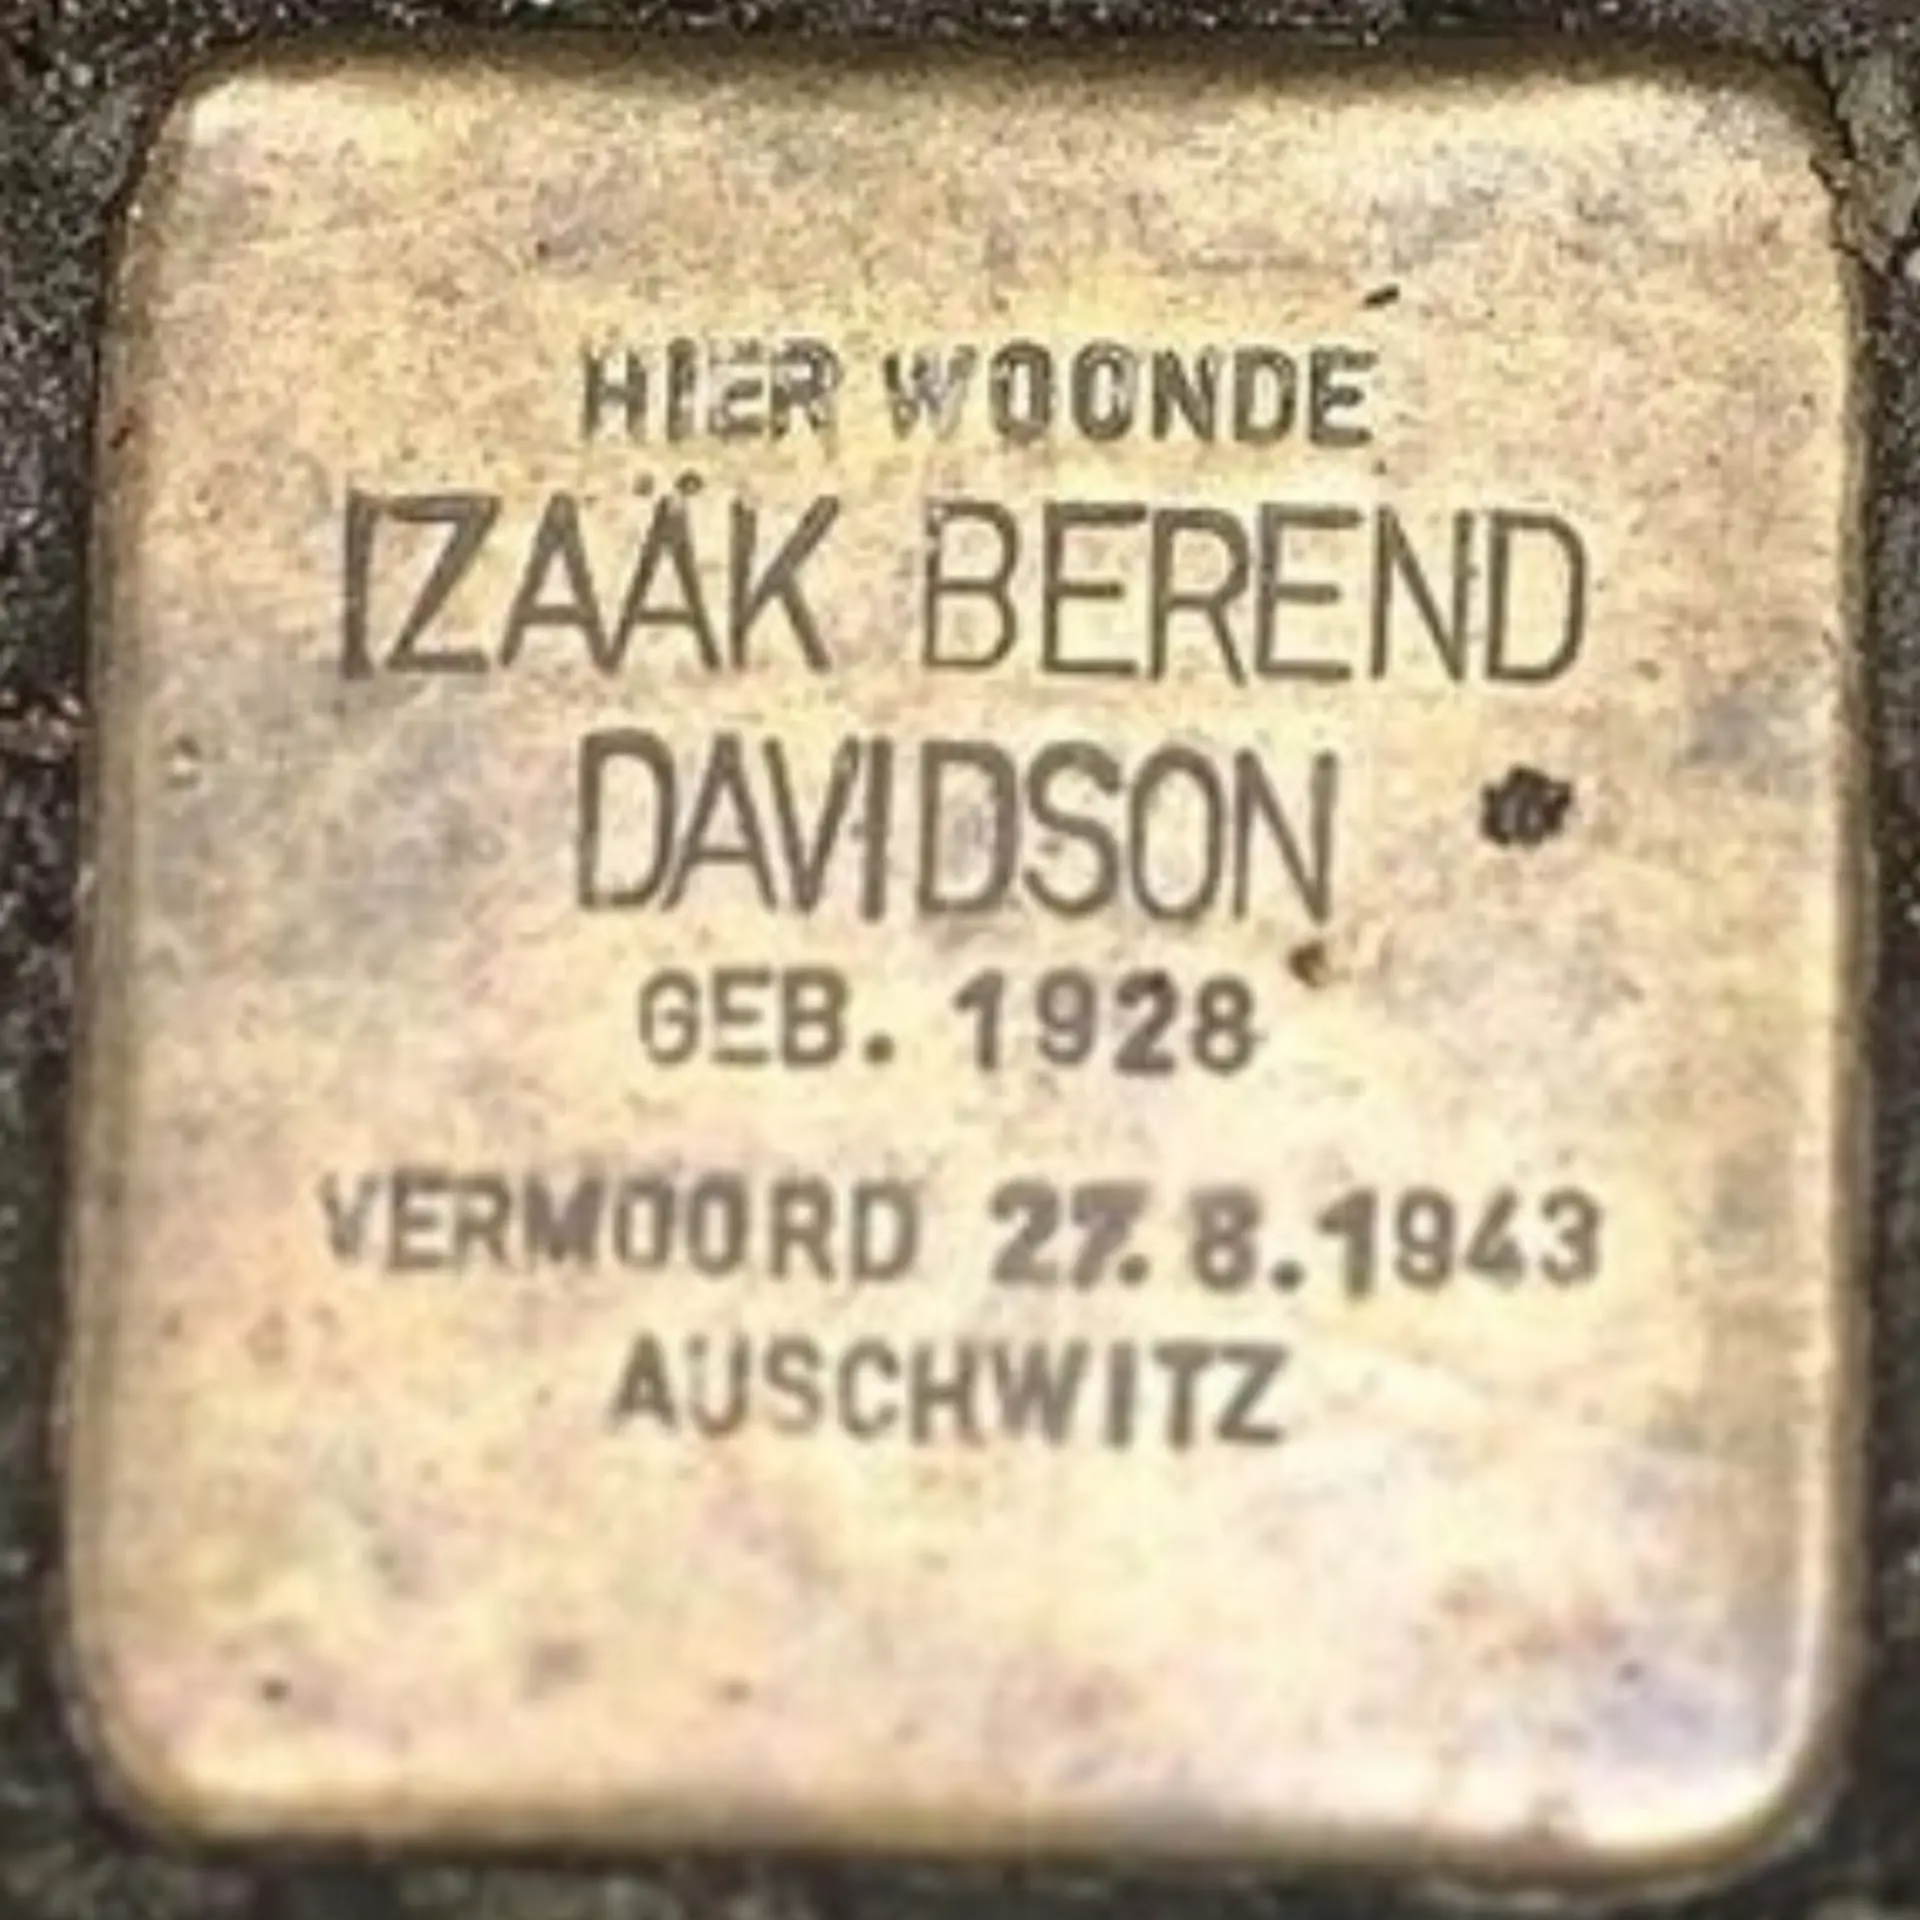 HIER WOONDE
IZAÄK BEREND
DAVIDSON
GEB. 1928
VERMOORD 27.8.1943
AUSCHWITZ